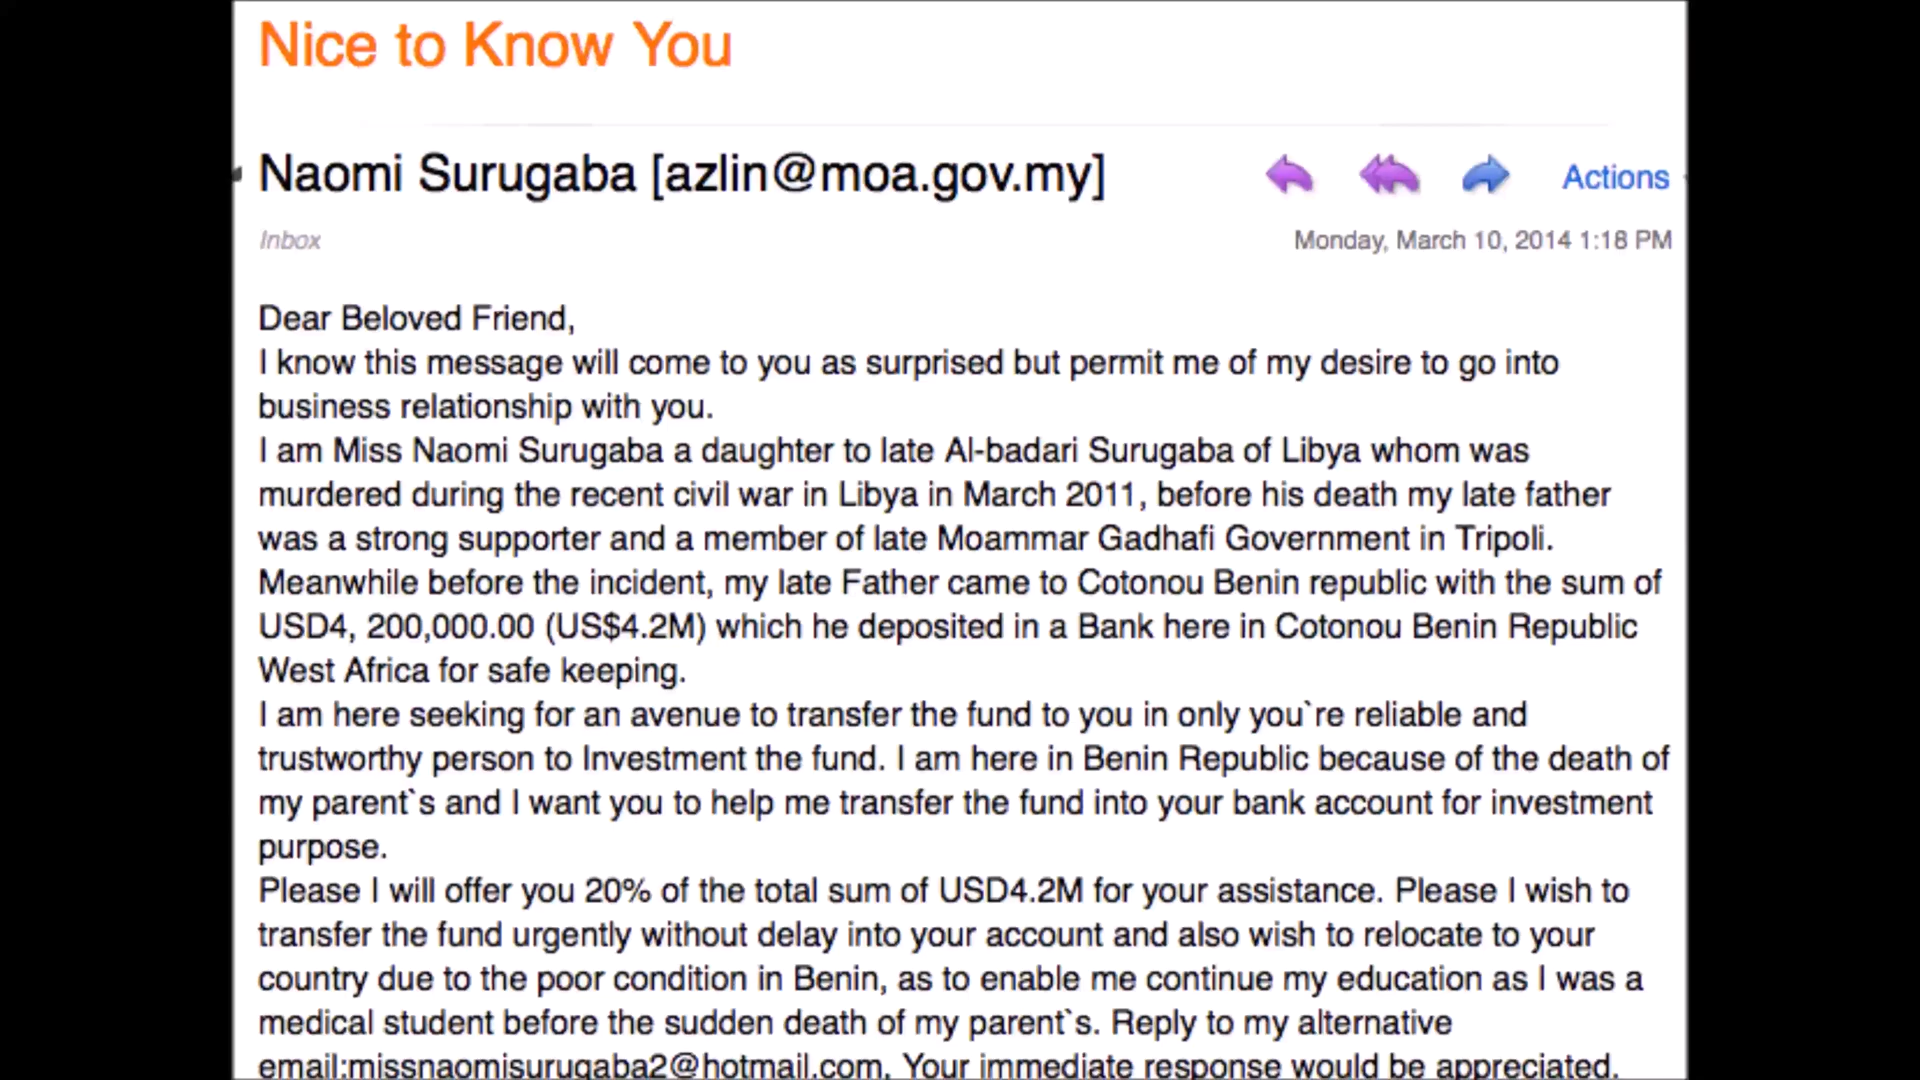 Nice to Know You
Naomi Surugaba [azlin@moa.gov.my]
Actions
Inbox
Monday, March 10, 2014 1:18 PM
Dear Beloved Friend,
I know this message will come to you as surprised but permit me of my desire to go into
business relationship with you.
I am Miss Naomi Surugaba a daughter to late Al-badari Surugaba of Libya whom was
murdered during the recent civil war in Libya in March 2011, before his death my late father
was a strong supporter and a member of late Moammar Gadhafi Government in Tripoli.
Meanwhile before the incident, my late Father came to Cotonou Benin republic with the sum of
USD4, 200,000.00 (US$4.2M) which he deposited in a Bank here in Cotonou Benin Republic
West Africa for safe keeping.
I am here seeking for an avenue to transfer the fund to you in only you`re reliable and
trustworthy person to Investment the fund. I am here in Benin Republic because of the death of
my parent`s and I want you to help me transfer the fund into your bank account for investment
purpose.
Please I will offer you 20% of the total sum of USD4.2M for your assistance. Please I wish to
transfer the fund urgently without delay into your account and also wish to relocate to your
country due to the poor condition in Benin, as to enable me continue my education as I was a
medical student before the sudden death of my parent`s. Reply to my alternative
email:missnaomisurugaba2@hotmail.com, Your immediate response would be appreciated.